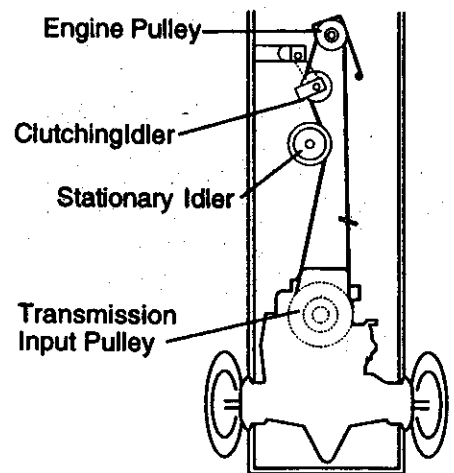 Engine Pulley
ClutchingIdler
Stationary Idler
Transmission
Input Pulley